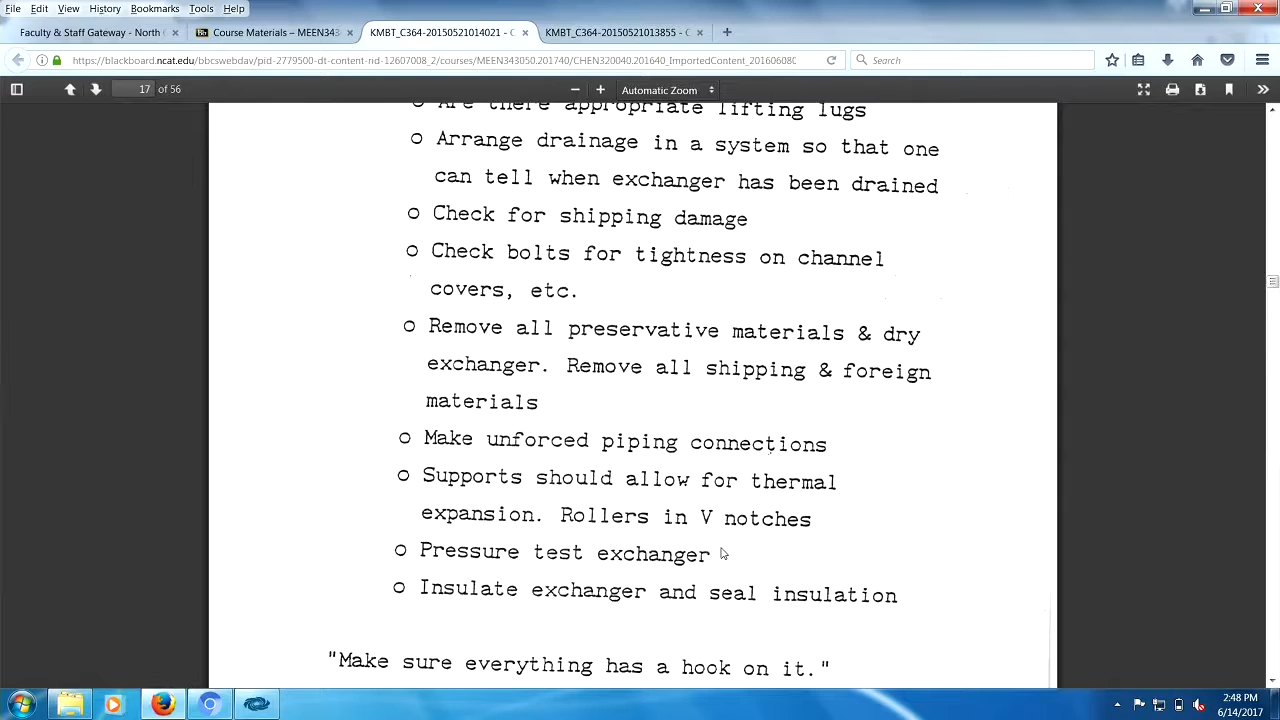 File Edit View History Bookmarks Tools Help
Faculty & Staff Gateway - North C × Course Materials – MEEN343 × KMBT_C364-20150521014021 - C × KMBT_C364-20150521013855 - C × +
https://blackboard.ncat.edu/bbcswebdav/pid-2779500-dt-content-rid-12607008_2/courses/MEEN343050.201740/CHEN320040.201640_ImportedContent_20160608C Search
17 of 56 − + Automatic Zoom
Are there appropriate lifting lugs
o Arrange drainage in a system so that one
can tell when exchanger has been drained
o Check for shipping damage
o Check bolts for tightness on channel
covers, etc.
o Remove all preservative materials & dry
exchanger. Remove all shipping & foreign
materials
o Make unforced piping connections
o Supports should allow for thermal
expansion. Rollers in V notches
o Pressure test exchanger
o Insulate exchanger and seal insulation
"Make sure everything has a hook on it."
2:48 PM
6/14/2017